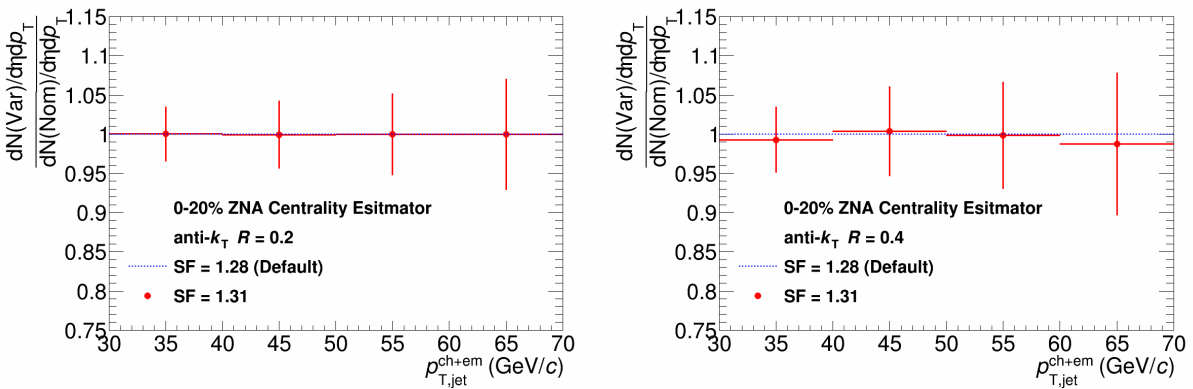 dN(Var)/dηdp_T
dN(Nom)/dηdp_T
1.15
1.1
1.05
1
0.95
0.9
0.85
0.8
0.75
0-20% ZNA Centrality Esitmator
anti-k_T R = 0.2
SF = 1.28 (Default)
SF = 1.31
30 35 40 45 50 55 60 65 70
p_T,jet^ch+em (GeV/c)
dN(Var)/dηdp_T
dN(Nom)/dηdp_T
1.15
1.1
1.05
1
0.95
0.9
0.85
0.8
0.75
0-20% ZNA Centrality Esitmator
anti-k_T R = 0.4
SF = 1.28 (Default)
SF = 1.31
30 35 40 45 50 55 60 65 70
p_T,jet^ch+em (GeV/c)